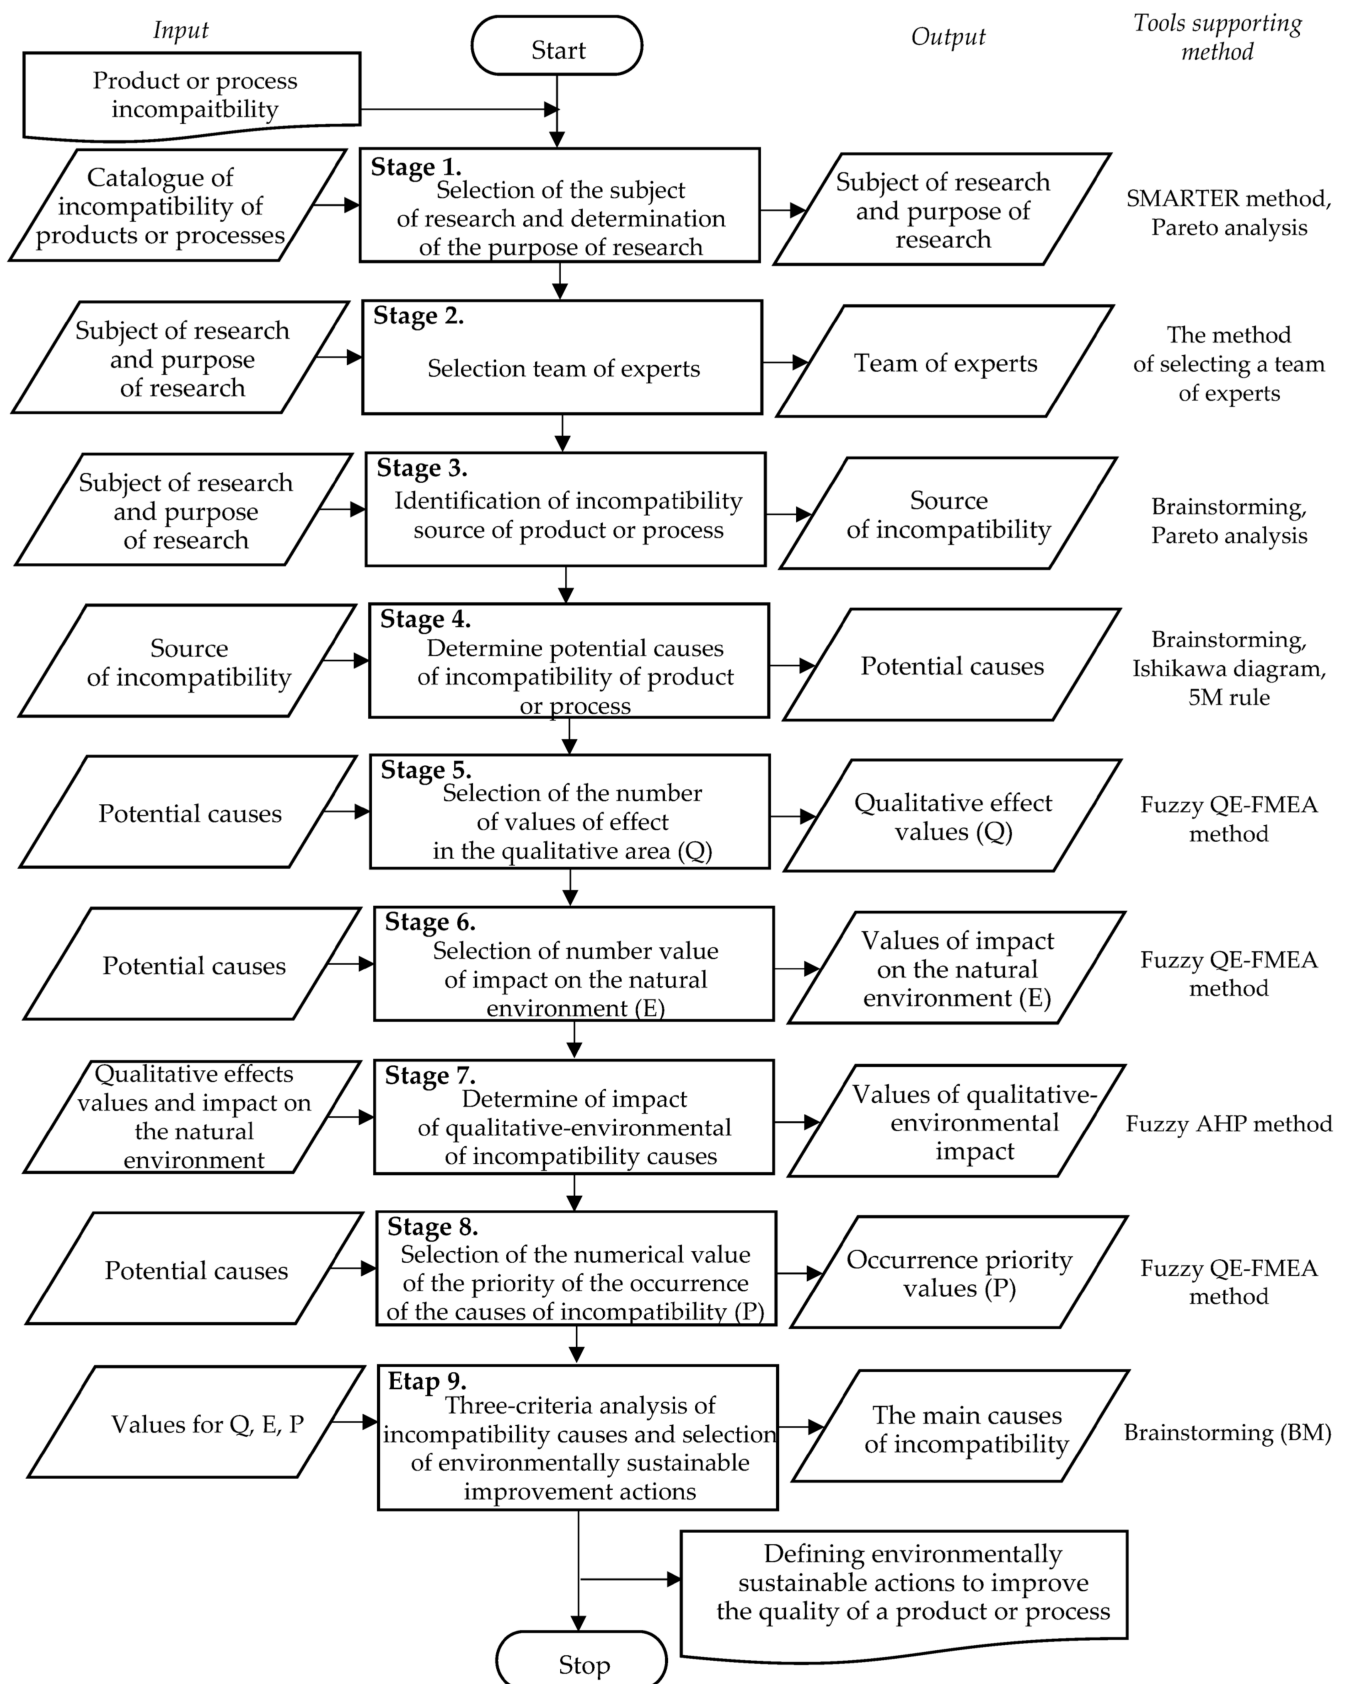 Input
Start
Output
Tools supporting
method
Product or process
incompaitbility
Catalogue of
incompatibility of
products or processes
Stage 1.
Selection of the subject
of research and determination
of the purpose of research
Subject of research
and purpose of
research
SMARTER method,
Pareto analysis
Subject of research
and purpose
of research
Stage 2.
Selection team of experts
Team of experts
The method
of selecting a team
of experts
Subject of research
and purpose
of research
Stage 3.
Identification of incompatibility
source of product or process
Source
of incompatibility
Brainstorming,
Pareto analysis
Source
of incompatibility
Stage 4.
Determine potential causes
of incompatibility of product
or process
Potential causes
Brainstorming,
Ishikawa diagram,
5M rule
Potential causes
Stage 5.
Selection of the number
of values of effect
in the qualitative area (Q)
Qualitative effect
values (Q)
Fuzzy QE-FMEA
method
Potential causes
Stage 6.
Selection of number value
of impact on the natural
environment (E)
Values of impact
on the natural
environment (E)
Fuzzy QE-FMEA
method
Qualitative effects
values and impact on
the natural
environment
Stage 7.
Determine of impact
of qualitative-environmental
of incompatibility causes
Values of qualitative-
environmental
impact
Fuzzy AHP method
Potential causes
Stage 8.
Selection of the numerical value
of the priority of the occurrence
of the causes of incompatibility (P)
Occurrence priority
values (P)
Fuzzy QE-FMEA
method
Values for Q, E, P
Etap 9.
Three-criteria analysis of
incompatibility causes and selection
of environmentally sustainable
improvement actions
The main causes
of incompatibility
Brainstorming (BM)
Defining environmentally
sustainable actions to improve
the quality of a product or process
Stop